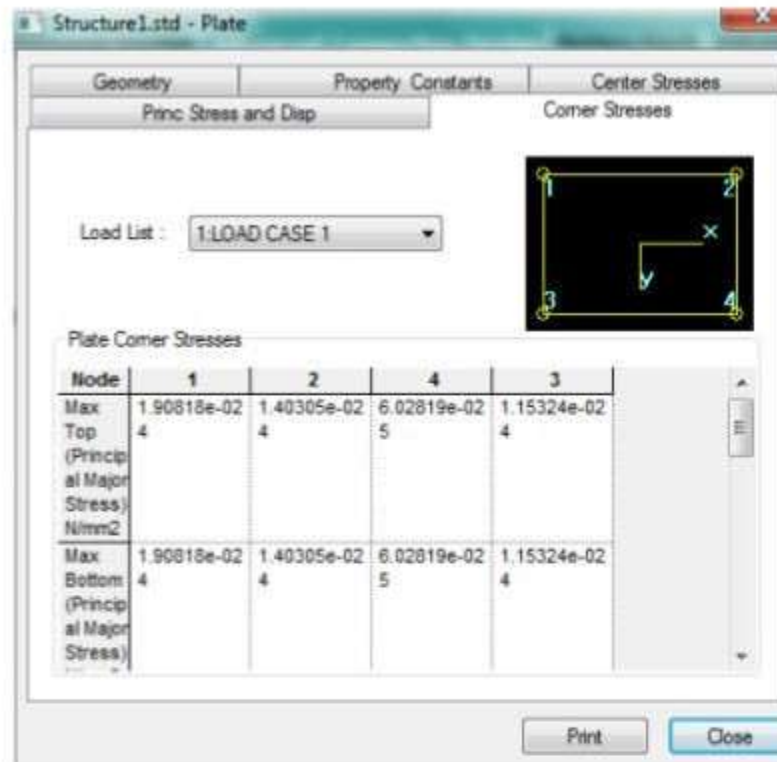 Structure1.std - Plate
Geometry Property Constants Center Stresses
Princ Stress and Disp Corner Stresses
Load List : 1:LOAD CASE 1
1 2
x
y
3 4
Plate Corner Stresses
Node 1 2 4 3
Max 1.90818e-02 1.40305e-02 6.02819e-02 1.15324e-02
Top 4 4 5 4
(Princip
al Major
Stress)
N/mm2
Max 1.90818e-02 1.40305e-02 6.02819e-02 1.15324e-02
Bottom 4 4 5 4
(Princip
al Major
Stress)
Print Close